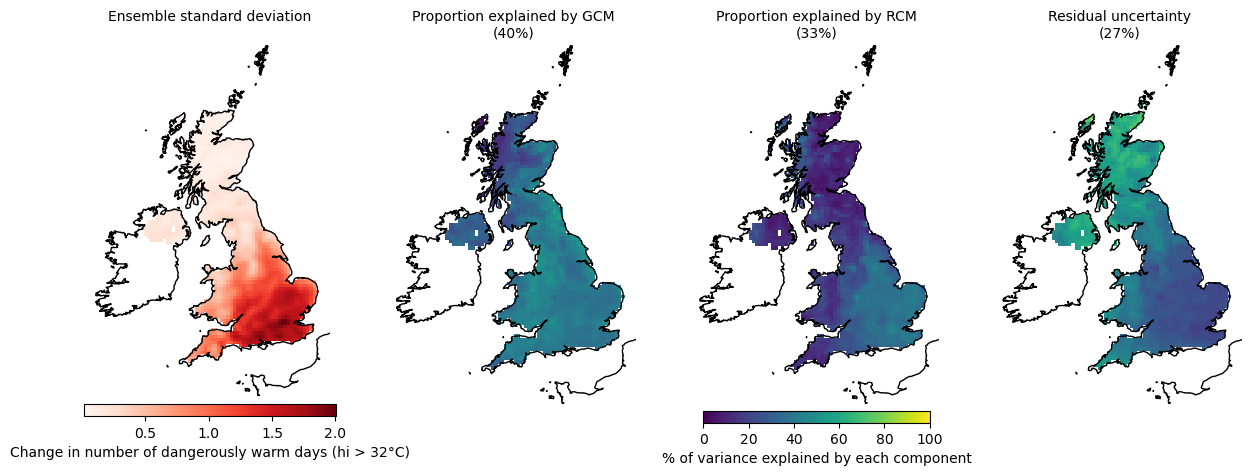 Ensemble standard deviation
Proportion explained by GCM
(40%)
Proportion explained by RCM
(33%)
Residual uncertainty
(27%)
0.5 1.0 1.5 2.0
Change in number of dangerously warm days (hi > 32°C)
0 20 40 60 80 100
% of variance explained by each component